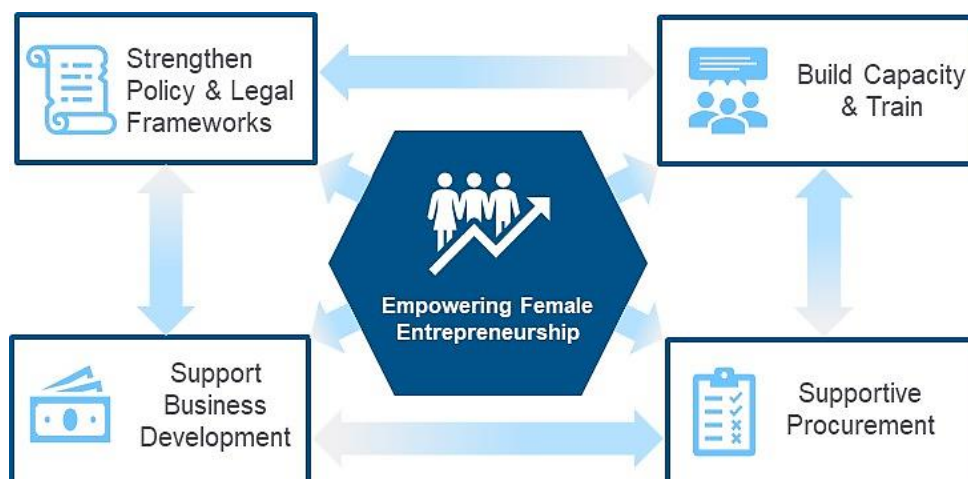 Strengthen
Policy & Legal
Frameworks
Build Capacity
& Train
Empowering Female
Entrepreneurship
Support
Business
Development
Supportive
Procurement